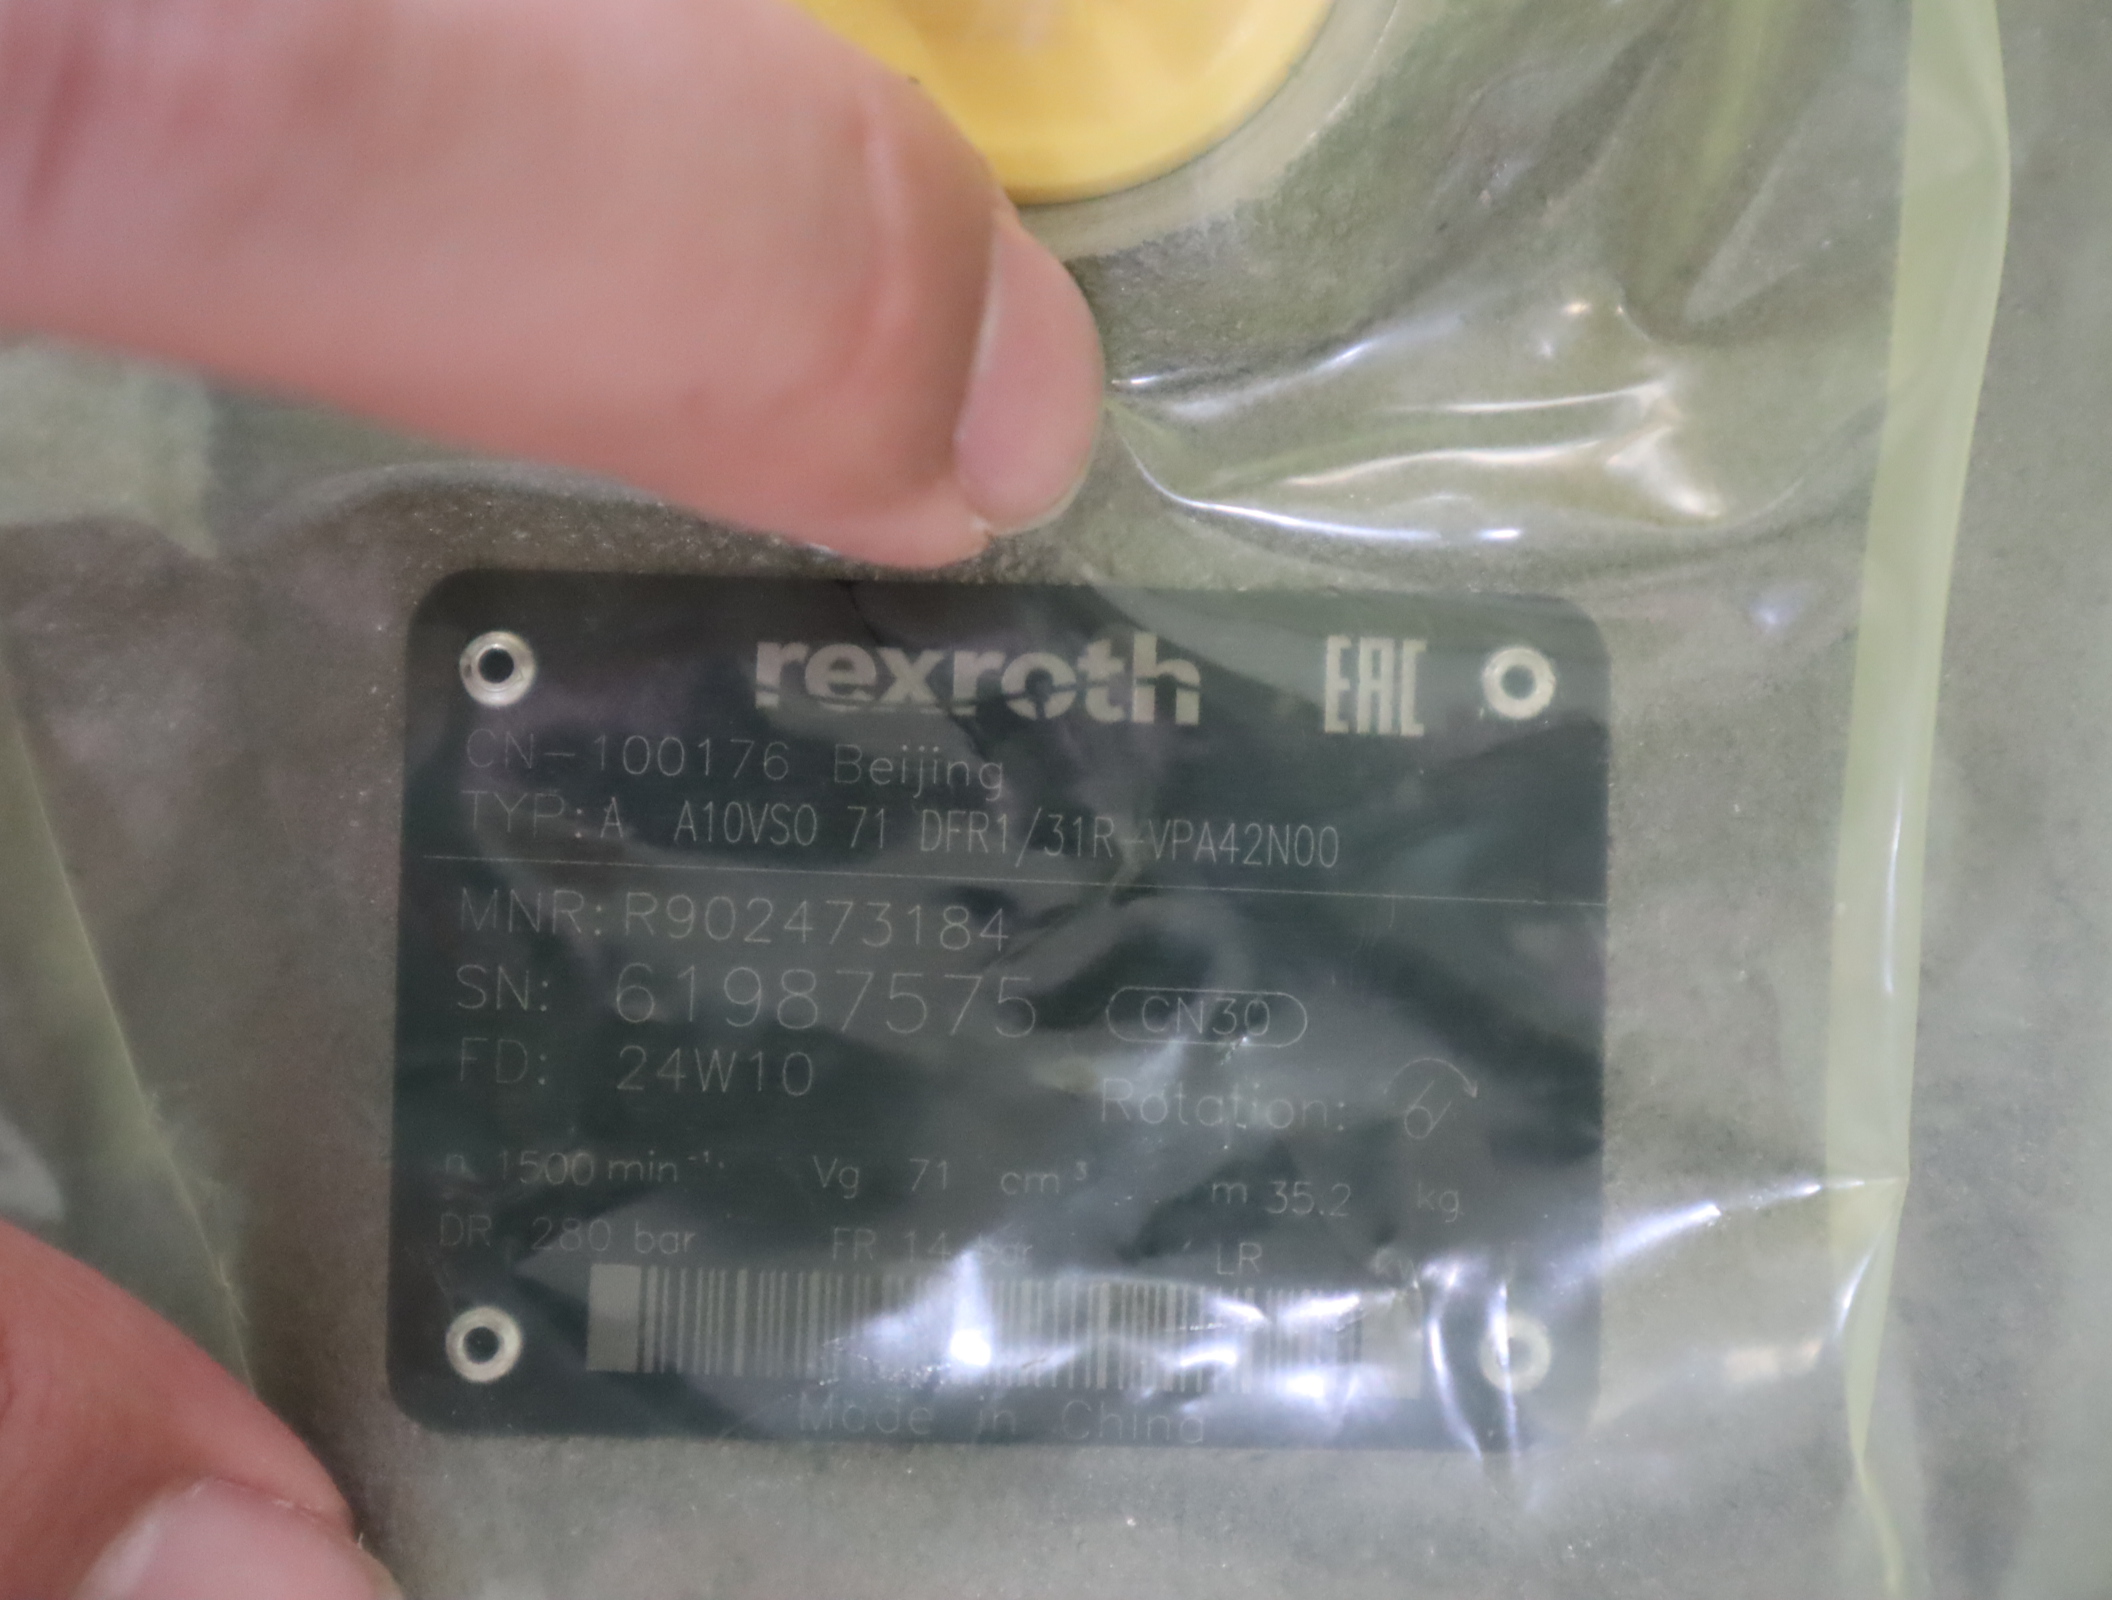 rexroth EAC
CN-100176 Beijing
TYP: A A10VSO 71 DFR1/31R-VPA42N00
MNR: R902473184
SN: 61987575 CN30
FD: 24W10
Rotation:
n 1500 min⁻¹ Vg 71 cm³ m 35.2 kg
DR 280 bar FR 14 bar LR
Made in China